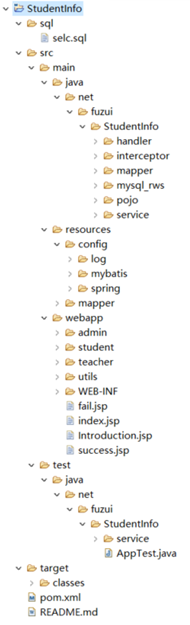 StudentInfo
sql
selc.sql
src
main
java
net
fuzui
StudentInfo
handler
interceptor
mapper
mysql_rws
pojo
service
resources
config
log
mybatis
spring
mapper
webapp
admin
student
teacher
utils
WEB-INF
fail.jsp
index.jsp
Introduction.jsp
success.jsp
test
java
net
fuzui
StudentInfo
service
AppTest.java
target
classes
pom.xml
README.md